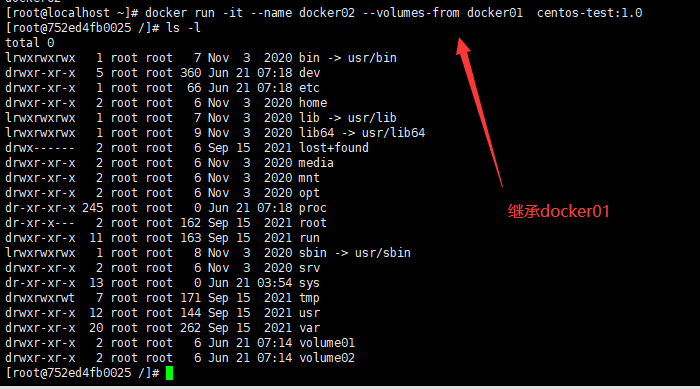 [root@localhost ~]# docker run -it --name docker02 --volumes-from docker01  centos-test:1.0
[root@752ed4fb0025 /]# ls -l
total 0
lrwxrwxrwx   1 root root   7 Nov  3  2020 bin -> usr/bin
drwxr-xr-x   5 root root 360 Jun 21 07:18 dev
drwxr-xr-x   1 root root  66 Jun 21 07:18 etc
drwxr-xr-x   2 root root   6 Nov  3  2020 home
lrwxrwxrwx   1 root root   7 Nov  3  2020 lib -> usr/lib
lrwxrwxrwx   1 root root   9 Nov  3  2020 lib64 -> usr/lib64
drwx------   2 root root   6 Sep 15  2021 lost+found
drwxr-xr-x   2 root root   6 Nov  3  2020 media
drwxr-xr-x   2 root root   6 Nov  3  2020 mnt
drwxr-xr-x   2 root root   6 Nov  3  2020 opt
dr-xr-xr-x 245 root root   0 Jun 21 07:18 proc
dr-xr-x---   2 root root 162 Sep 15  2021 root
drwxr-xr-x  11 root root 163 Sep 15  2021 run
lrwxrwxrwx   1 root root   8 Nov  3  2020 sbin -> usr/sbin
drwxr-xr-x   2 root root   6 Nov  3  2020 srv
dr-xr-xr-x  13 root root   0 Jun 21 03:54 sys
drwxrwxrwt   7 root root 171 Sep 15  2021 tmp
drwxr-xr-x  12 root root 144 Sep 15  2021 usr
drwxr-xr-x  20 root root 262 Sep 15  2021 var
drwxr-xr-x   2 root root   6 Jun 21 07:14 volume01
drwxr-xr-x   2 root root   6 Jun 21 07:14 volume02
[root@752ed4fb0025 /]#
继承docker01